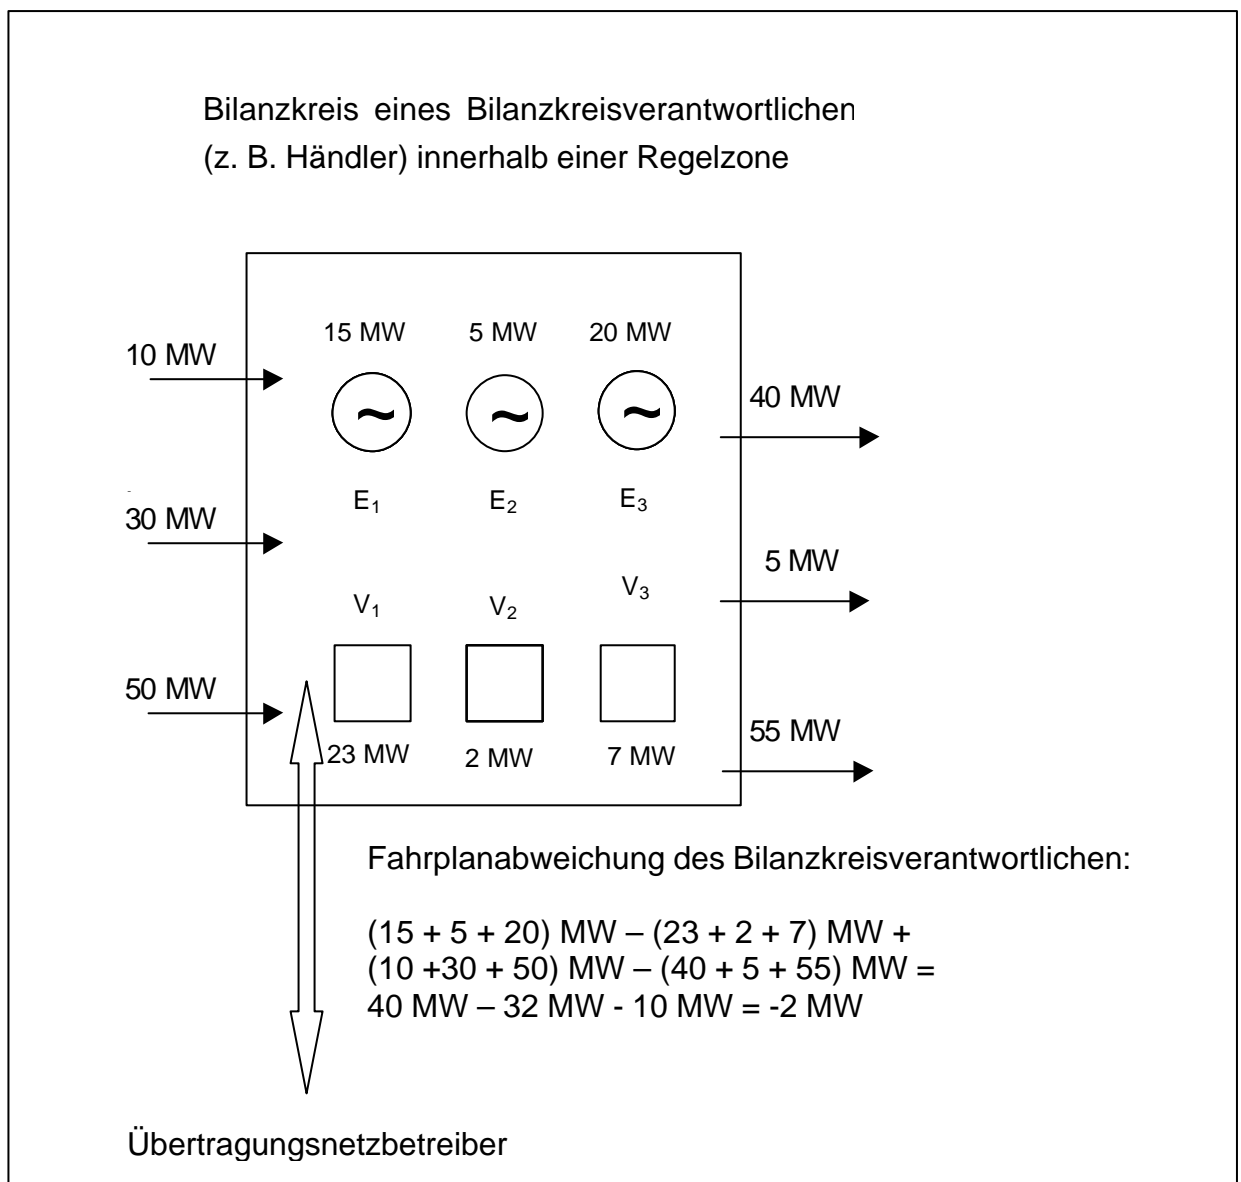 Bilanzkreis eines Bilanzkreisverantwortlichen
(z. B. Händler) innerhalb einer Regelzone
15 MW 5 MW 20 MW
10 MW
40 MW
~ ~ ~
E₁ E₂ E₃
30 MW
5 MW
V₁ V₂ V₃
50 MW
55 MW
23 MW 2 MW 7 MW
Fahrplanabweichung des Bilanzkreisverantwortlichen:
(15 + 5 + 20) MW – (23 + 2 + 7) MW +
(10 +30 + 50) MW – (40 + 5 + 55) MW =
40 MW – 32 MW - 10 MW = -2 MW
Übertragungsnetzbetreiber